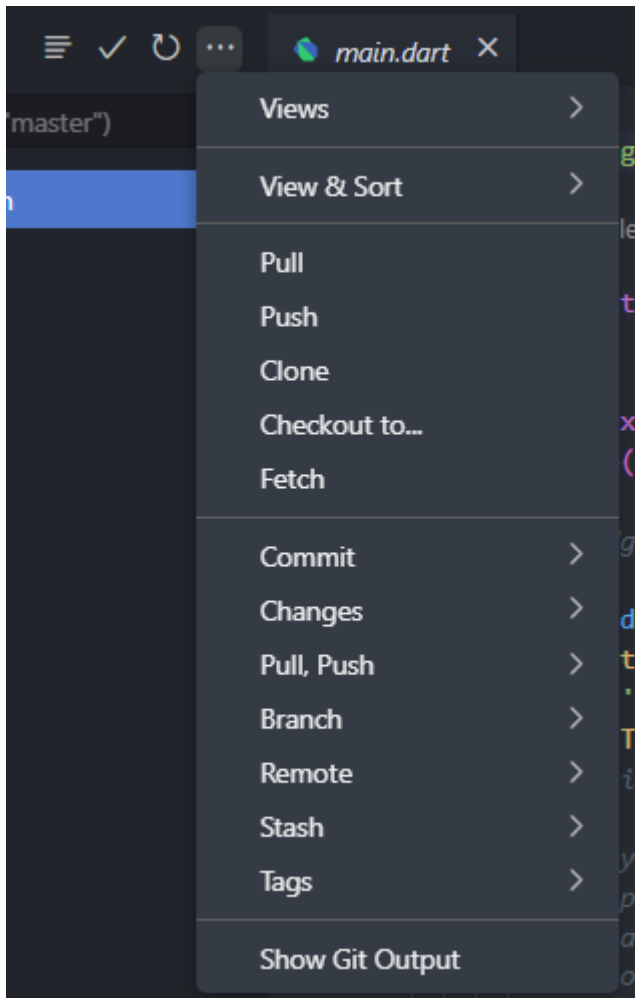 main.dart
"master")
Views
View & Sort
Pull
Push
Clone
Checkout to...
Fetch
Commit
Changes
Pull, Push
Branch
Remote
Stash
Tags
Show Git Output